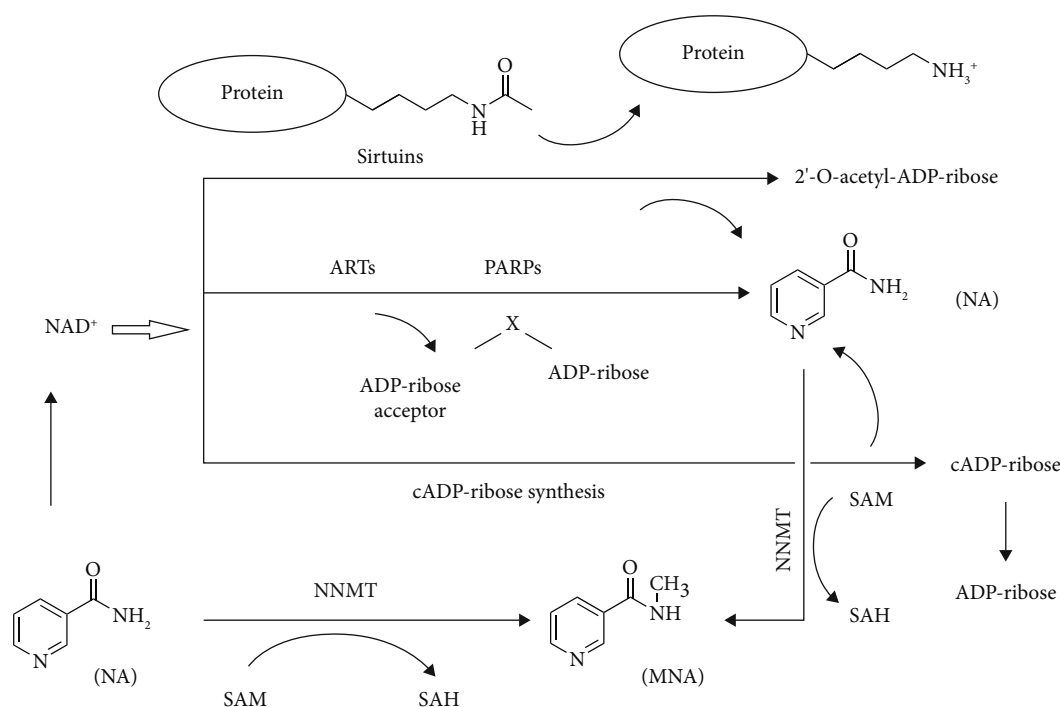 Protein
O
N
H
Protein
NH₃⁺
Sirtuins
2'-O-acetyl-ADP-ribose
ARTs
PARPs
O
NH₂
N
(NA)
NAD⁺
X
ADP-ribose
acceptor
ADP-ribose
cADP-ribose synthesis
cADP-ribose
SAM
NNMT
SAH
ADP-ribose
O
NH₂
N
(NA)
NNMT
SAM
SAH
O
CH3
NH
N
(MNA)